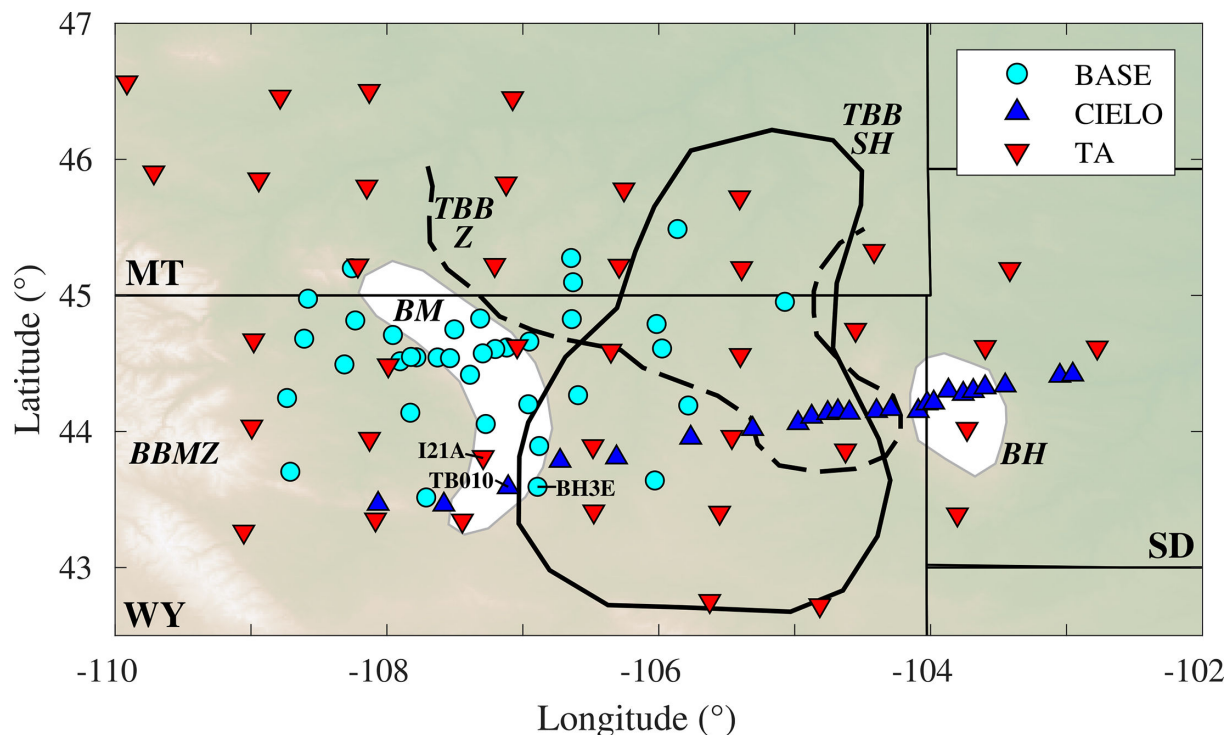 47
46
45
44
43
Latitude (°)
BASE
CIELO
TA
TBB
SH
TBB
Z
MT
BM
BBMZ
I21A
TB010
BH3E
BH
SD
WY
-110
-108
-106
-104
-102
Longitude (°)